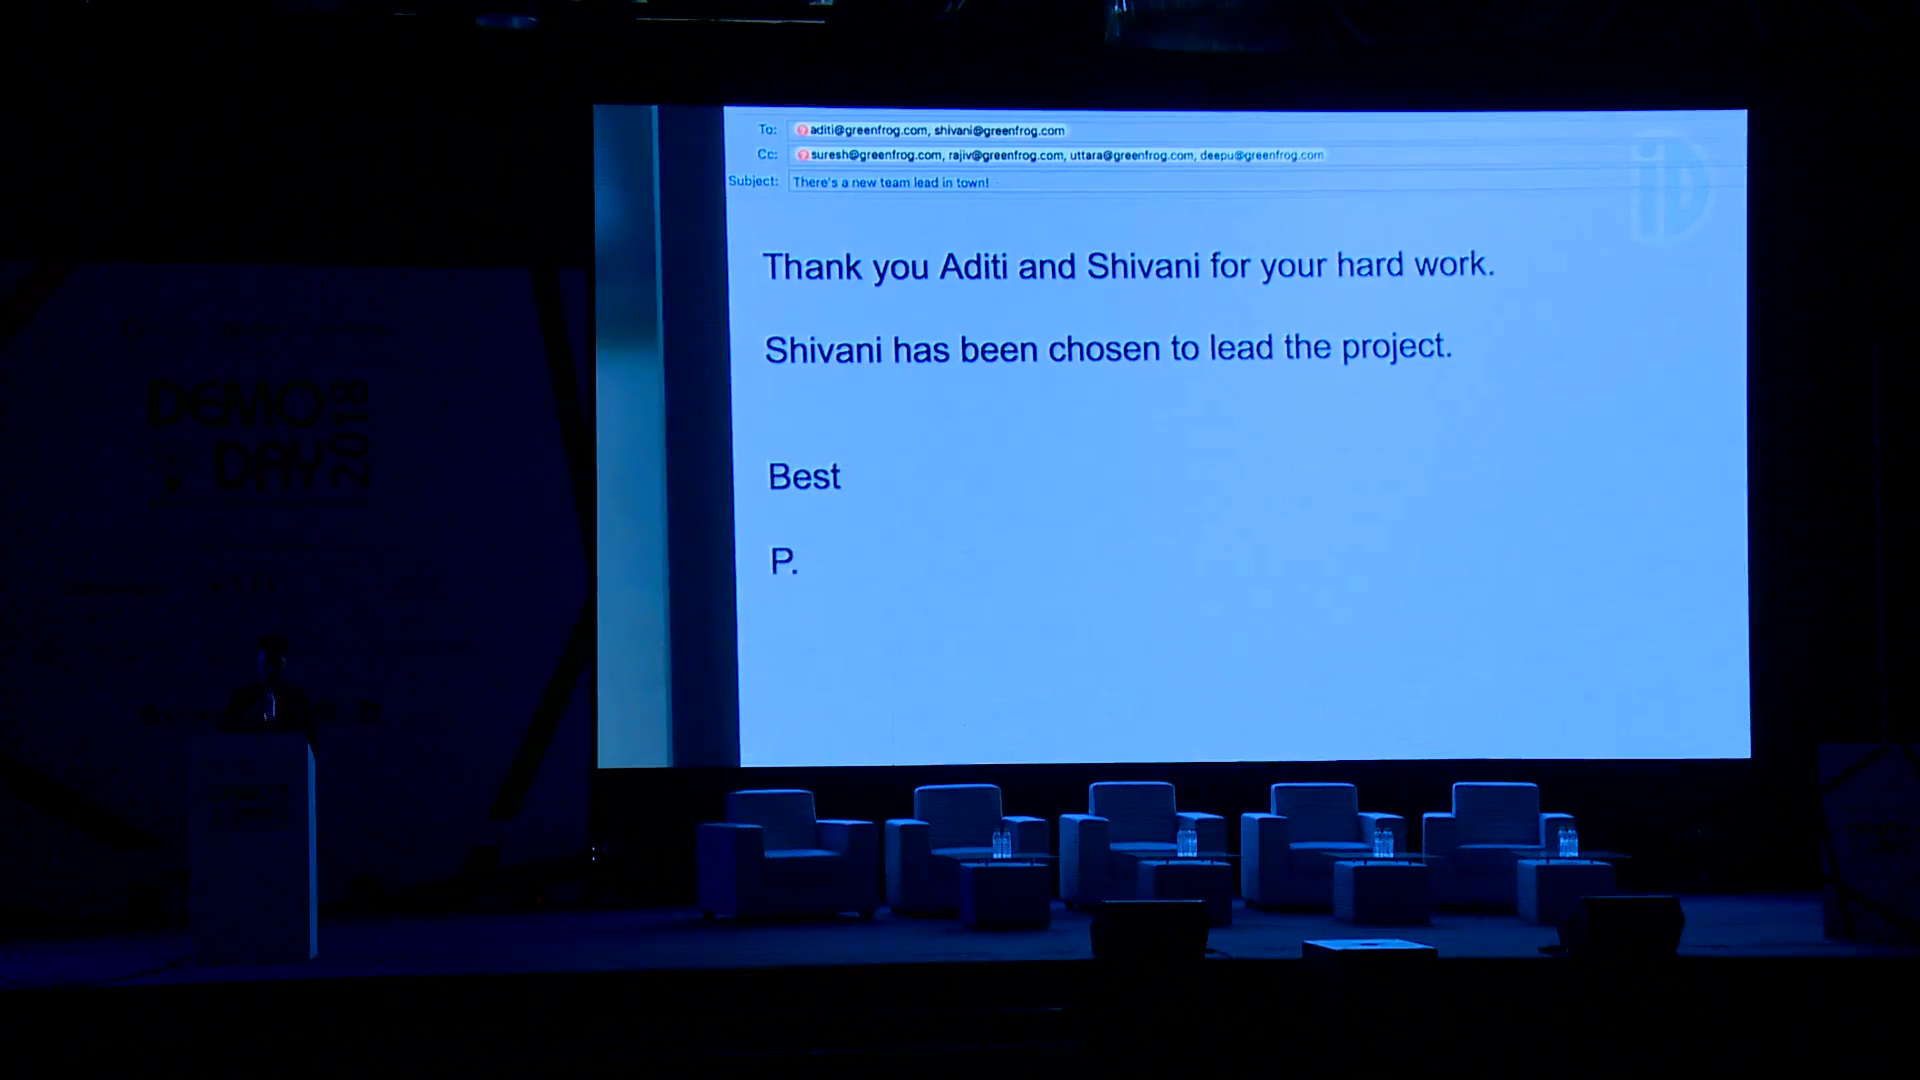 To: aditi@greenfrog.com, shivani@greenfrog.com
Cc: suresh@greenfrog.com, rajiv@greenfrog.com, uttara@greenfrog.com, deepu@greenfrog.com
Subject: There's a new team lead in town!
iD
Thank you Aditi and Shivani for your hard work.
Shivani has been chosen to lead the project.
Best
P.
DEMO
DAY
2018